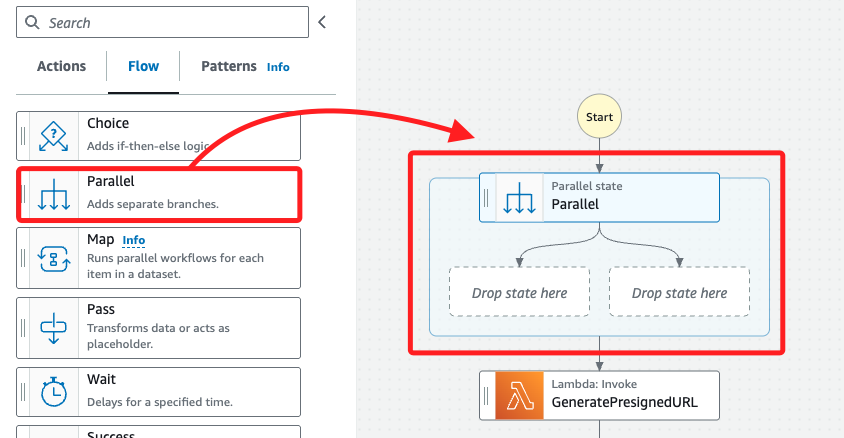 Search
Actions
Flow
Patterns Info
Choice
Adds if-then-else logic.
Parallel
Adds separate branches.
Map Info
Runs parallel workflows for each
item in a dataset.
Pass
Transforms data or acts as
placeholder.
Wait
Delays for a specified time.
Success
Start
Parallel state
Parallel
Drop state here
Drop state here
Lambda: Invoke
GeneratePresignedURL